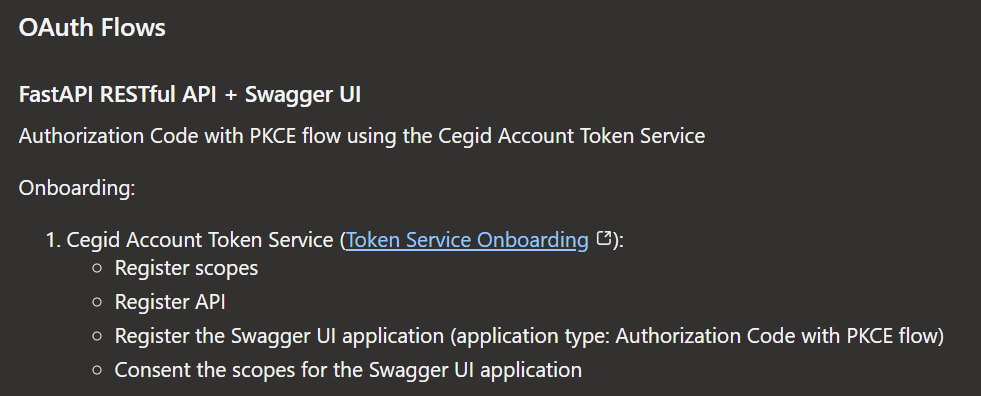 OAuth Flows
FastAPI RESTful API + Swagger UI
Authorization Code with PKCE flow using the Cegid Account Token Service
Onboarding:
1. Cegid Account Token Service (Token Service Onboarding):
○ Register scopes
○ Register API
○ Register the Swagger UI application (application type: Authorization Code with PKCE flow)
○ Consent the scopes for the Swagger UI application